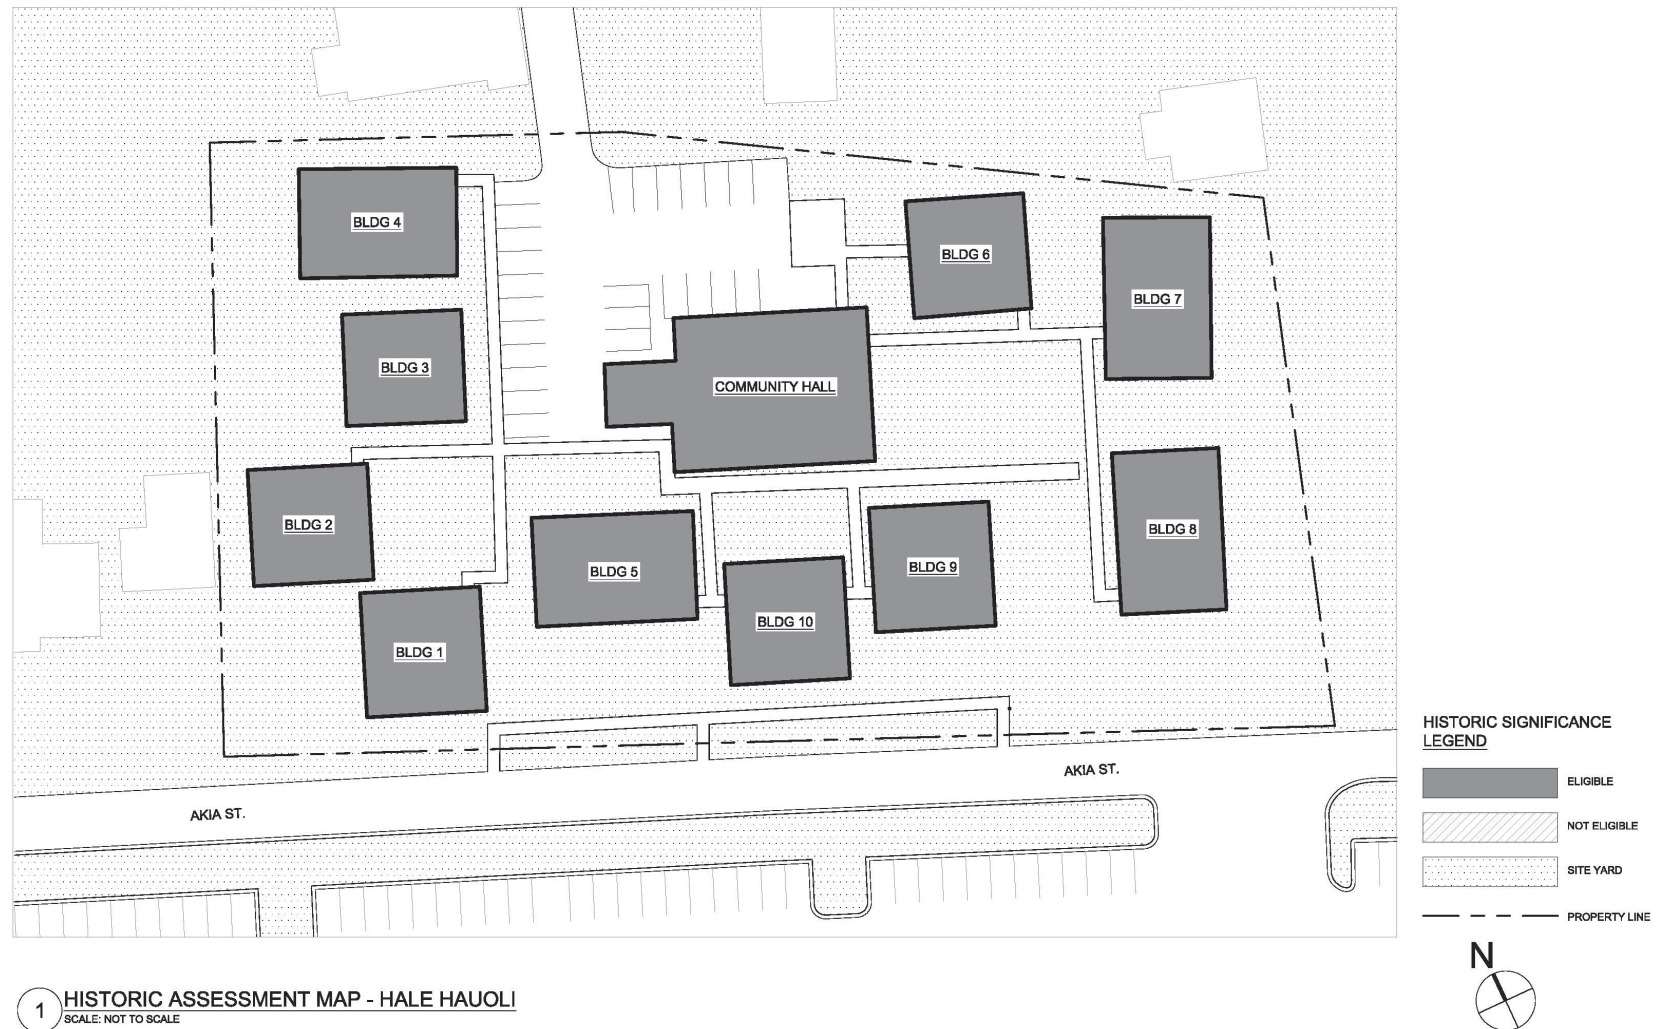 BLDG 4
BLDG 6
BLDG 7
BLDG 3
COMMUNITY HALL
BLDG 2
BLDG 8
BLDG 5
BLDG 9
BLDG 10
BLDG 1
AKIA ST.
AKIA ST.
HISTORIC SIGNIFICANCE
LEGEND
ELIGIBLE
NOT ELIGIBLE
SITE YARD
PROPERTY LINE
N
1
HISTORIC ASSESSMENT MAP - HALE HAUOLI
SCALE: NOT TO SCALE